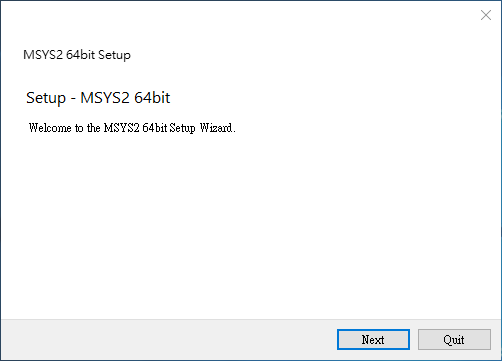 MSYS2 64bit Setup
Setup - MSYS2 64bit
Welcome to the MSYS2 64bit Setup Wizard.
Next Quit